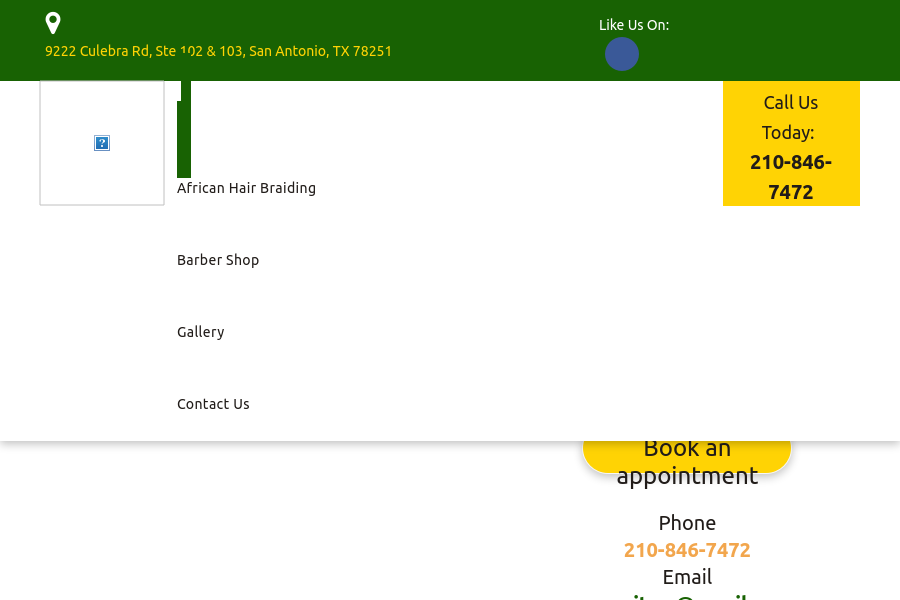 Like Us On:
9222 Culebra Rd, Ste 102 & 103, San Antonio, TX 78251
Call Us
Today:
210-846-
7472
African Hair Braiding
Barber Shop
Gallery
Contact Us
Book an
appointment
Phone
210-846-7472
Email